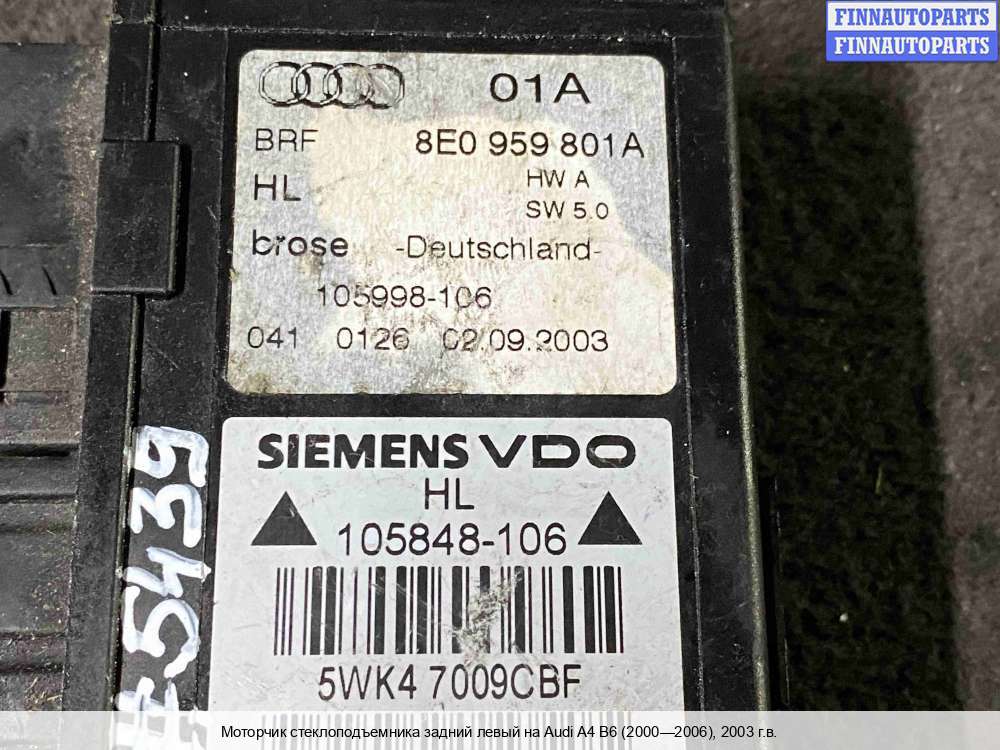 FINNAUTOPARTS
FINNAUTOPARTS
01A
BRF 8E0 959 801A
HL HW A
SW 5.0
brose -Deutschland-
105998-106
041 0126 02.09.2003
SIEMENS VDO
HL
105848-106
5WK4 7009CBF
5439
Моторчик стеклоподъемника задний левый на Audi A4 B6 (2000—2006), 2003 г.в.